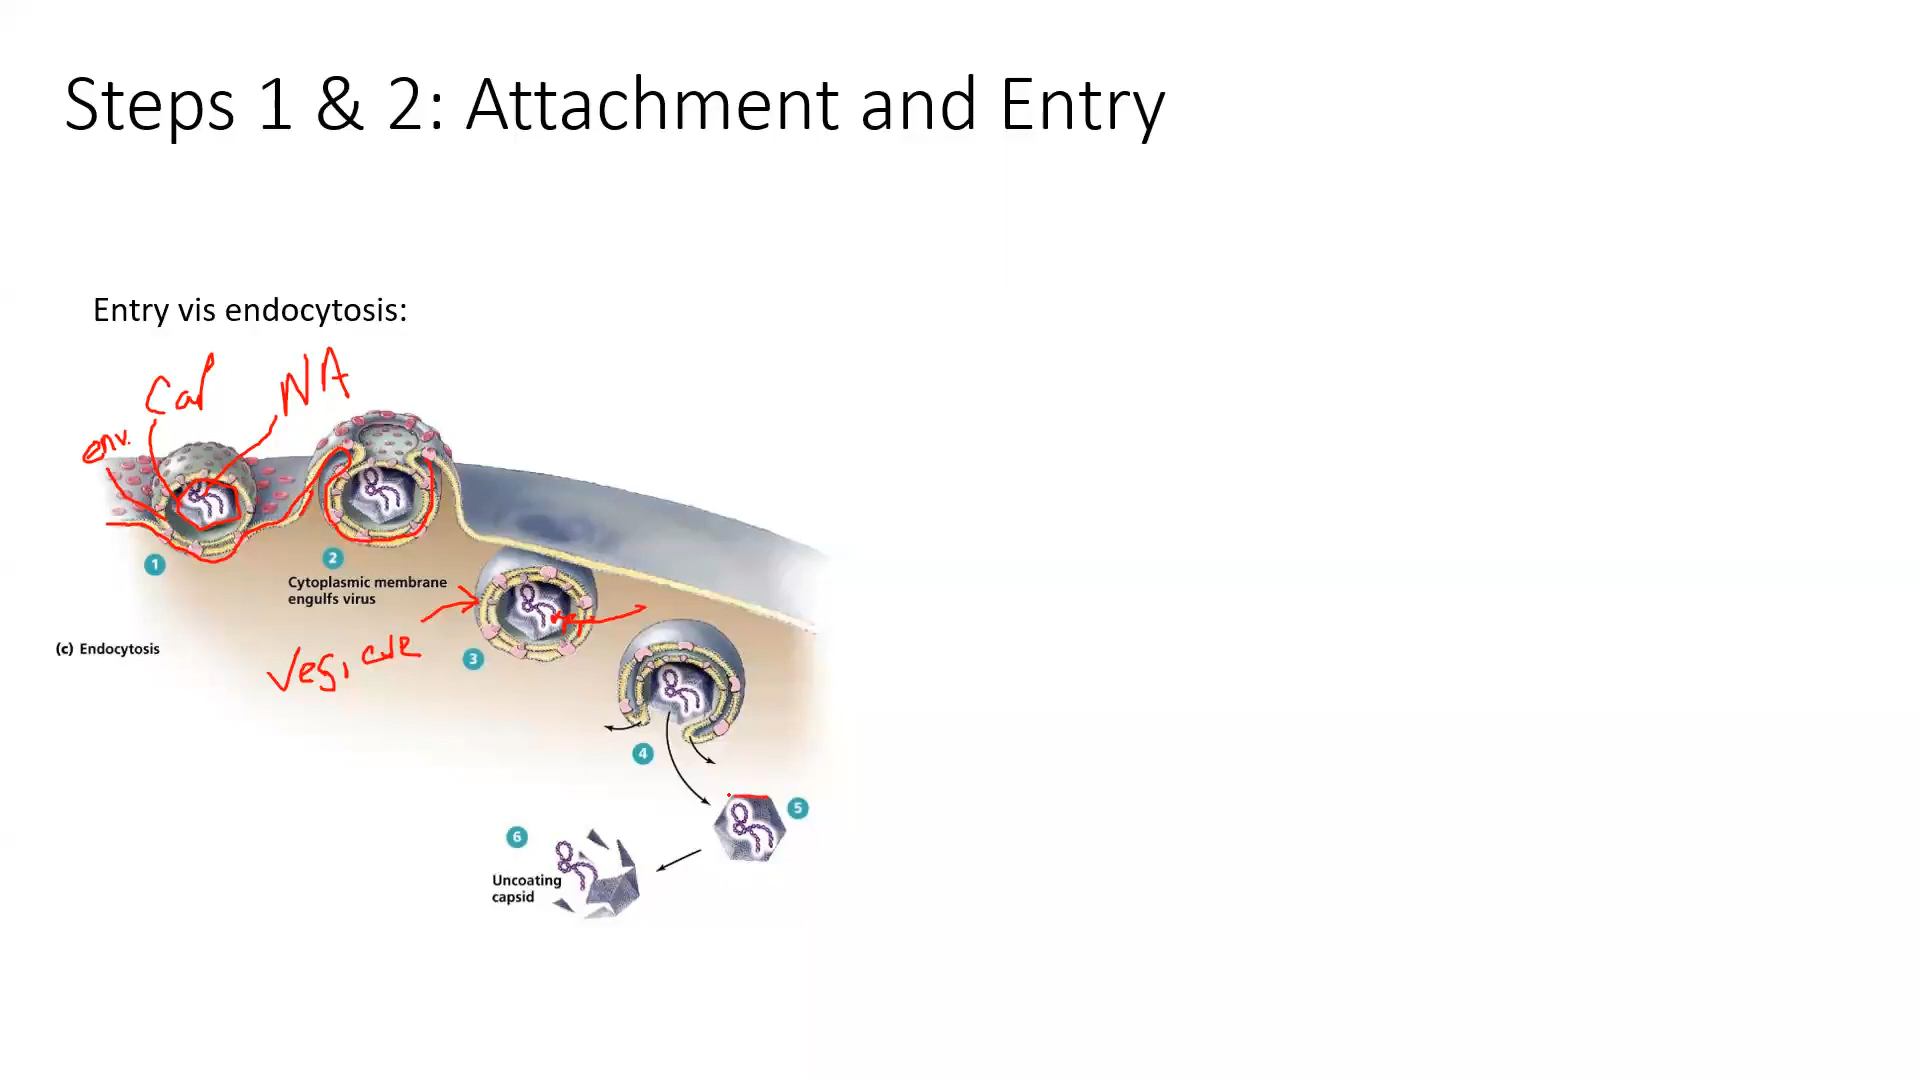 Steps 1 & 2: Attachment and Entry
Entry vis endocytosis:
Cap
NA
env.
1
2
Cytoplasmic membrane
engulfs virus
Vesicle
3
(c) Endocytosis
4
5
6
Uncoating
capsid